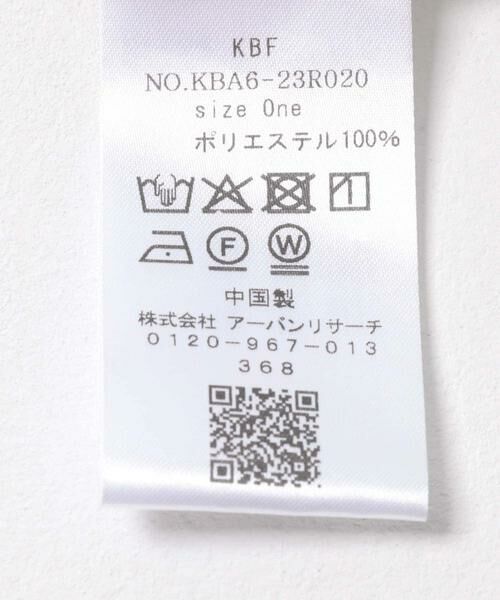 KBF
NO.KBA6-23R020
size One
ポリエステル100%
F W
中国製
株式会社 アーバンリサーチ
0120-967-013
368